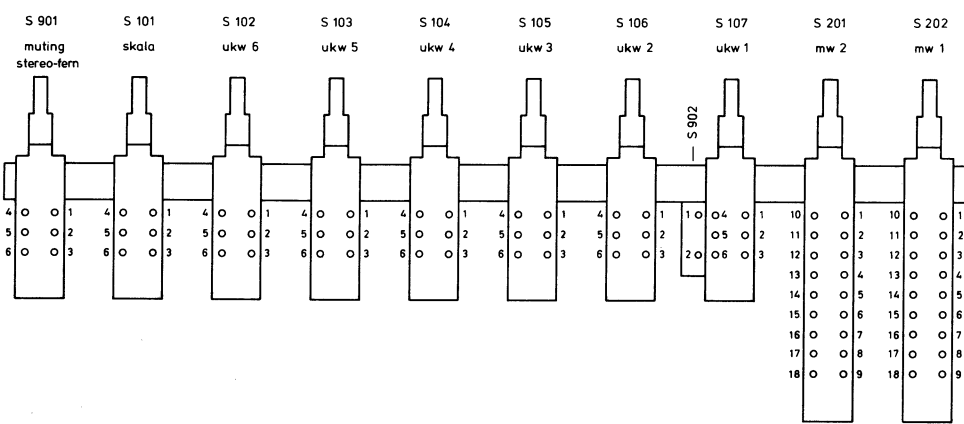 S 901 S 101 S 102 S 103 S 104 S 105 S 106 S 107 S 201 S 202
muting skala ukw 6 ukw 5 ukw 4 ukw 3 ukw 2 ukw 1 mw 2 mw 1
stereo-fern
S 902
4 1 4 1 4 1 4 1 4 1 4 1 4 1 1 4 1 10 1 10 1
5 2 5 2 5 2 5 2 5 2 5 2 5 2 5 2 11 2 11 2
6 3 6 3 6 3 6 3 6 3 6 3 6 3 2 6 3 12 3 12 3
13 4 13 4
14 5 14 5
15 6 15 6
16 7 16 7
17 8 17 8
18 9 18 9